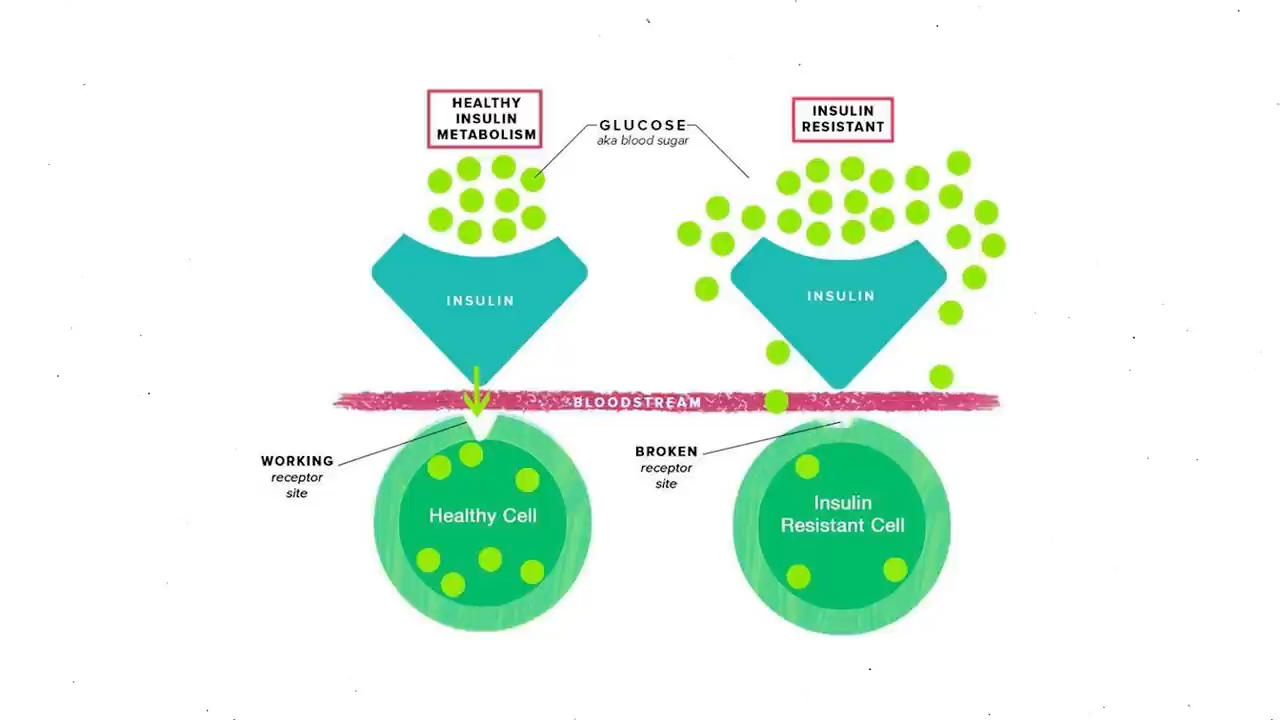 HEALTHY
INSULIN
METABOLISM
GLUCOSE
aka blood sugar
INSULIN
RESISTANT
INSULIN
INSULIN
BLOODSTREAM
WORKING
receptor
site
BROKEN
receptor
site
Healthy Cell
Insulin
Resistant Cell